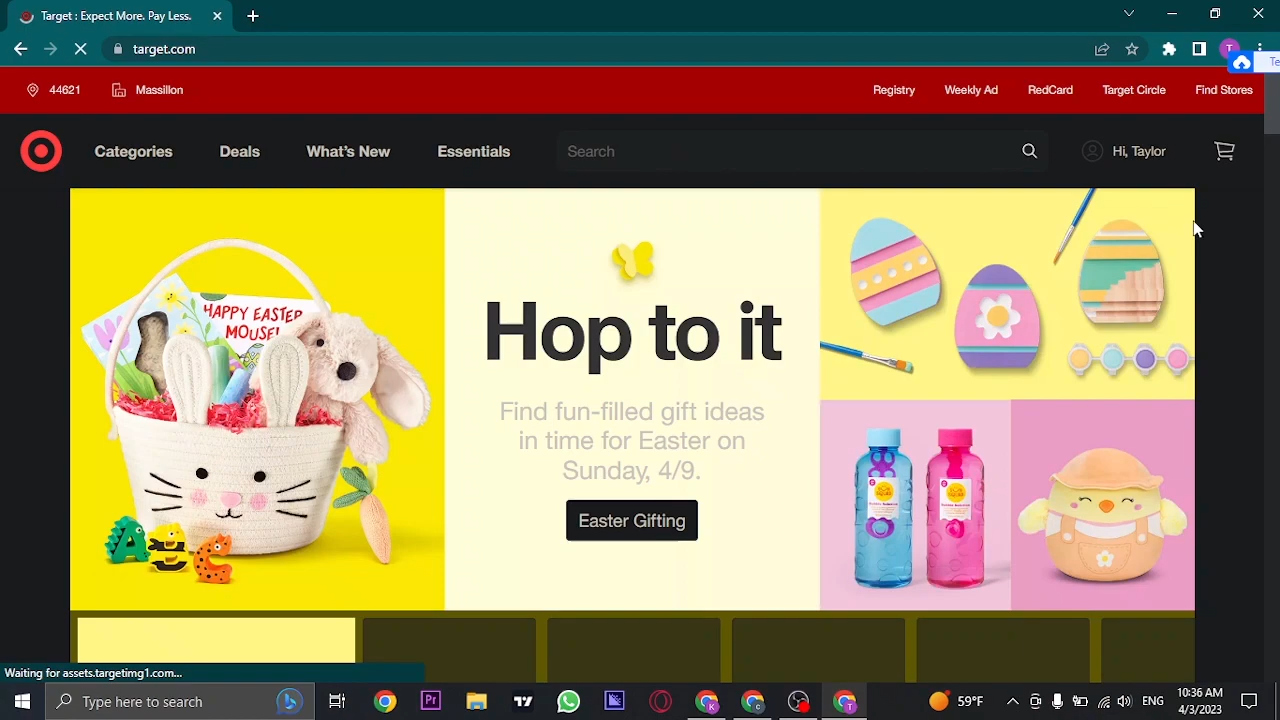 Target : Expect More. Pay Less.
target.com
44621
Massillon
Registry
Weekly Ad
RedCard
Target Circle
Find Stores
Categories
Deals
What's New
Essentials
Search
Hi, Taylor
HAPPY EASTER
MOUSE!
Hop to it
Find fun-filled gift ideas
in time for Easter on
Sunday, 4/9.
Easter Gifting
ABC
Waiting for assets.targetimg1.com...
Type here to search
59°F
ENG
10:36 AM
4/3/2023